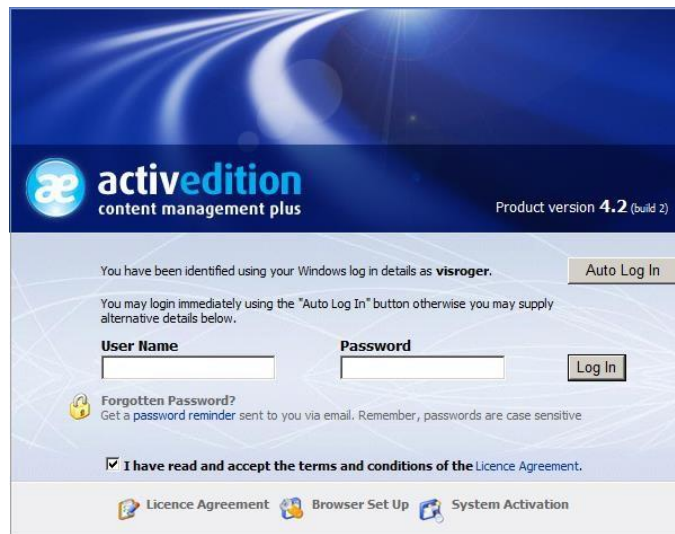 æ activedition
content management plus
Product version 4.2 (build 2)
You have been identified using your Windows log in details as visroger.
Auto Log In
You may login immediately using the "Auto Log In" button otherwise you may supply
alternative details below.
User Name Password
Log In
Forgotten Password?
Get a password reminder sent to you via email. Remember, passwords are case sensitive
I have read and accept the terms and conditions of the Licence Agreement.
Licence Agreement Browser Set Up System Activation